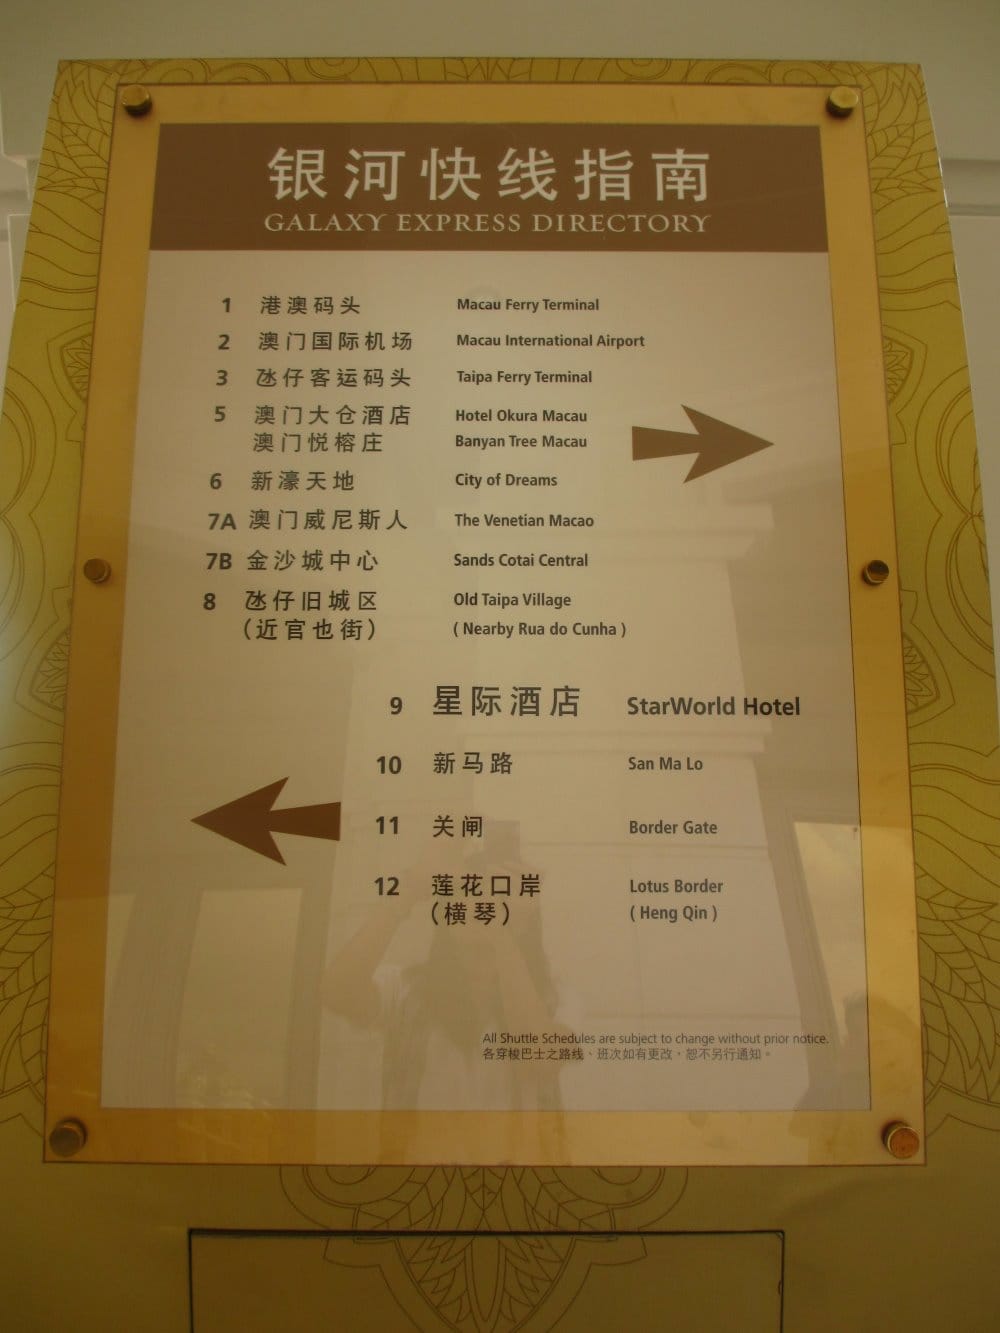 银河快线指南
GALAXY EXPRESS DIRECTORY
1 港澳码头 Macau Ferry Terminal
2 澳门国际机场 Macau International Airport
3 氹仔客运码头 Taipa Ferry Terminal
5 澳门大仓酒店 Hotel Okura Macau
澳门悦榕庄 Banyan Tree Macau
6 新濠天地 City of Dreams
7A 澳门威尼斯人 The Venetian Macao
7B 金沙城中心 Sands Cotai Central
8 氹仔旧城区 Old Taipa Village
（近官也街） ( Nearby Rua do Cunha )
9 星际酒店 StarWorld Hotel
10 新马路 San Ma Lo
11 关闸 Border Gate
12 莲花口岸 Lotus Border
（横琴） ( Heng Qin )
All Shuttle Schedules are subject to change without prior notice.
各穿梭巴士之路线、班次如有更改，恕不另行通知。